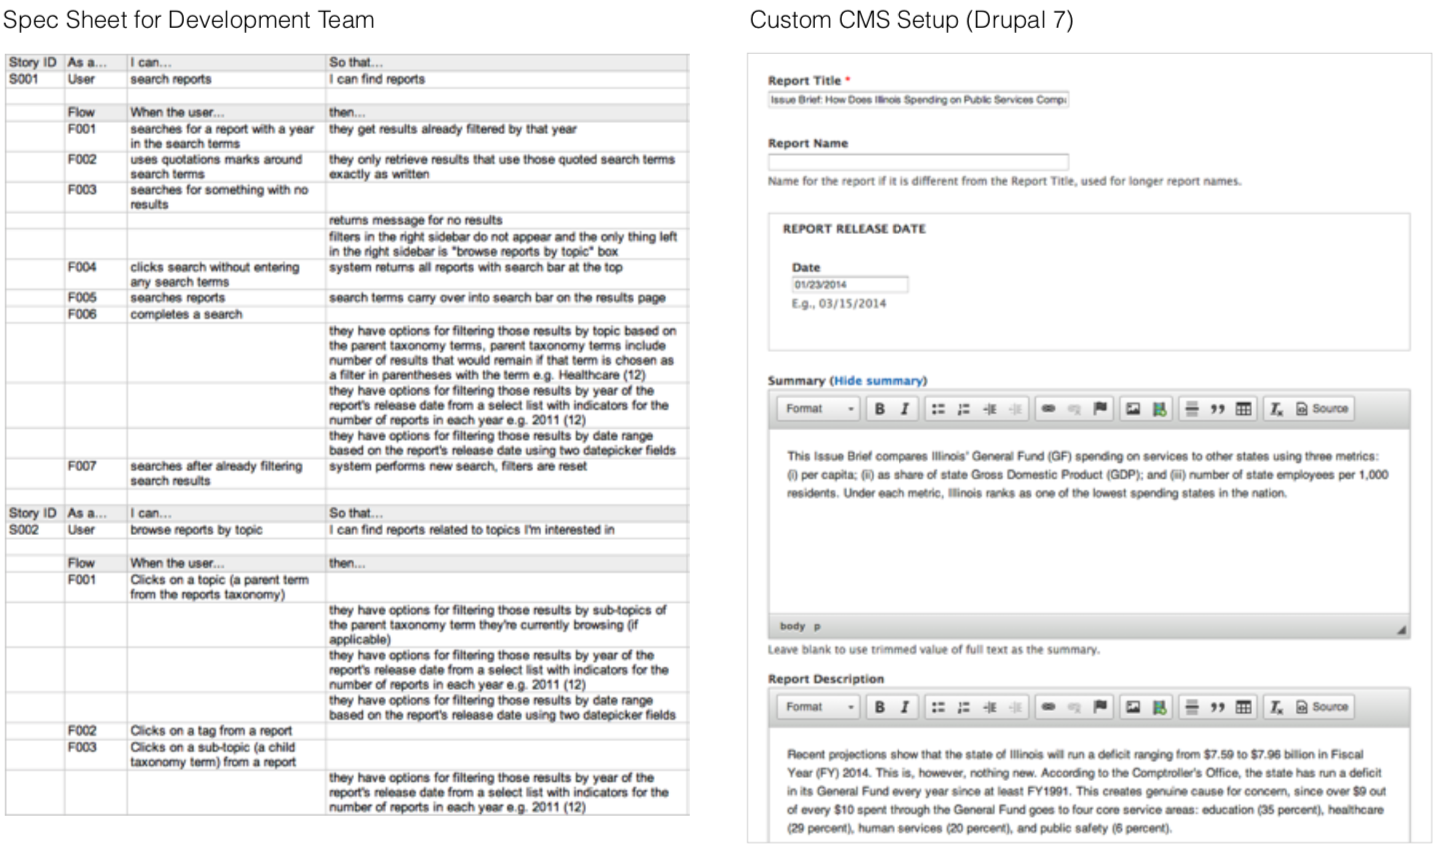 Spec Sheet for Development Team
Story ID As a... I can... So that...
S001 User search reports I can find reports
Flow When the user... then...
F001 searches for a report with a year they get results already filtered by that year
in the search terms
F002 uses quotations marks around they only retrieve results that use those quoted search terms
search terms exactly as written
F003 searches for something with no
results
returns message for no results
filters in the right sidebar do not appear and the only thing left
in the right sidebar is "browse reports by topic" box
F004 clicks search without entering system returns all reports with search bar at the top
any search terms
F005 searches reports search terms carry over into search bar on the results page
F006 completes a search
they have options for filtering those results by topic based on
the parent taxonomy terms, parent taxonomy terms include
number of results that would remain if that term is chosen as
a filter in parentheses with the term e.g. Healthcare (12)
they have options for filtering those results by year of the
report's release date from a select list with indicators for the
number of reports in each year e.g. 2011 (12)
they have options for filtering those results by date range
based on the report's release date using two datepicker fields
F007 searches after already filtering system performs new search, filters are reset
search results
Story ID As a... I can... So that...
S002 User browse reports by topic I can find reports related to topics I'm interested in
Flow When the user... then...
F001 Clicks on a topic (a parent term
from the reports taxonomy)
they have options for filtering those results by sub-topics of
the parent taxonomy term they're currently browsing (if
applicable)
they have options for filtering those results by year of the
report's release date from a select list with indicators for the
number of reports in each year e.g. 2011 (12)
they have options for filtering those results by date range
based on the report's release date using two datepicker fields
F002 Clicks on a tag from a report
F003 Clicks on a sub-topic (a child
taxonomy term) from a report
they have options for filtering those results by year of the
report's release date from a select list with indicators for the
number of reports in each year e.g. 2011 (12)
Custom CMS Setup (Drupal 7)
Report Title *
Issue Brief: How Does Illinois Spending on Public Services Comp
Report Name
Name for the report if it is different from the Report Title, used for longer report names.
REPORT RELEASE DATE
Date
01/23/2014
E.g., 03/15/2014
Summary (Hide summary)
Format B I Source
This Issue Brief compares Illinois' General Fund (GF) spending on services to other states using three metrics:
(i) per capita; (ii) as share of state Gross Domestic Product (GDP); and (iii) number of state employees per 1,000
residents. Under each metric, Illinois ranks as one of the lowest spending states in the nation.
body p
Leave blank to use trimmed value of full text as the summary.
Report Description
Format B I Source
Recent projections show that the state of Illinois will run a deficit ranging from $7.59 to $7.96 billion in Fiscal
Year (FY) 2014. This is, however, nothing new. According to the Comptroller's Office, the state has run a deficit
in its General Fund every year since at least FY1991. This creates genuine cause for concern, since over $9 out
of every $10 spent through the General Fund goes to four core service areas: education (35 percent), healthcare
(29 percent), human services (20 percent), and public safety (6 percent).